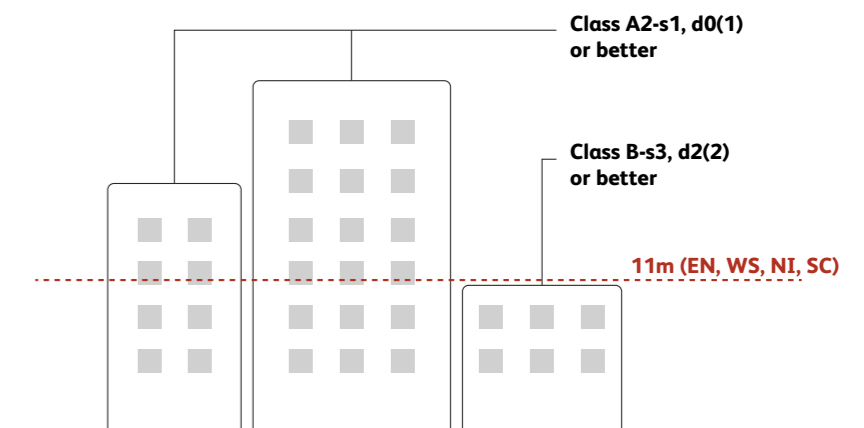 Class A2-s1, d0(1)
or better
Class B-s3, d2(2)
or better
11m (EN, WS, NI, SC)